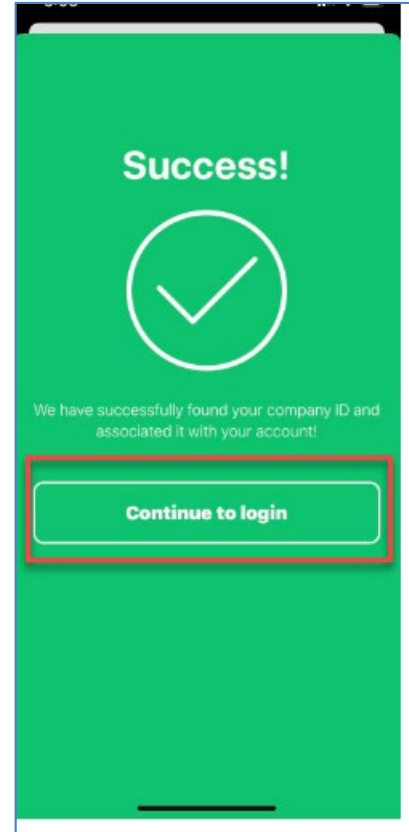 Success!
We have successfully found your company ID and
associated it with your account!
Continue to login